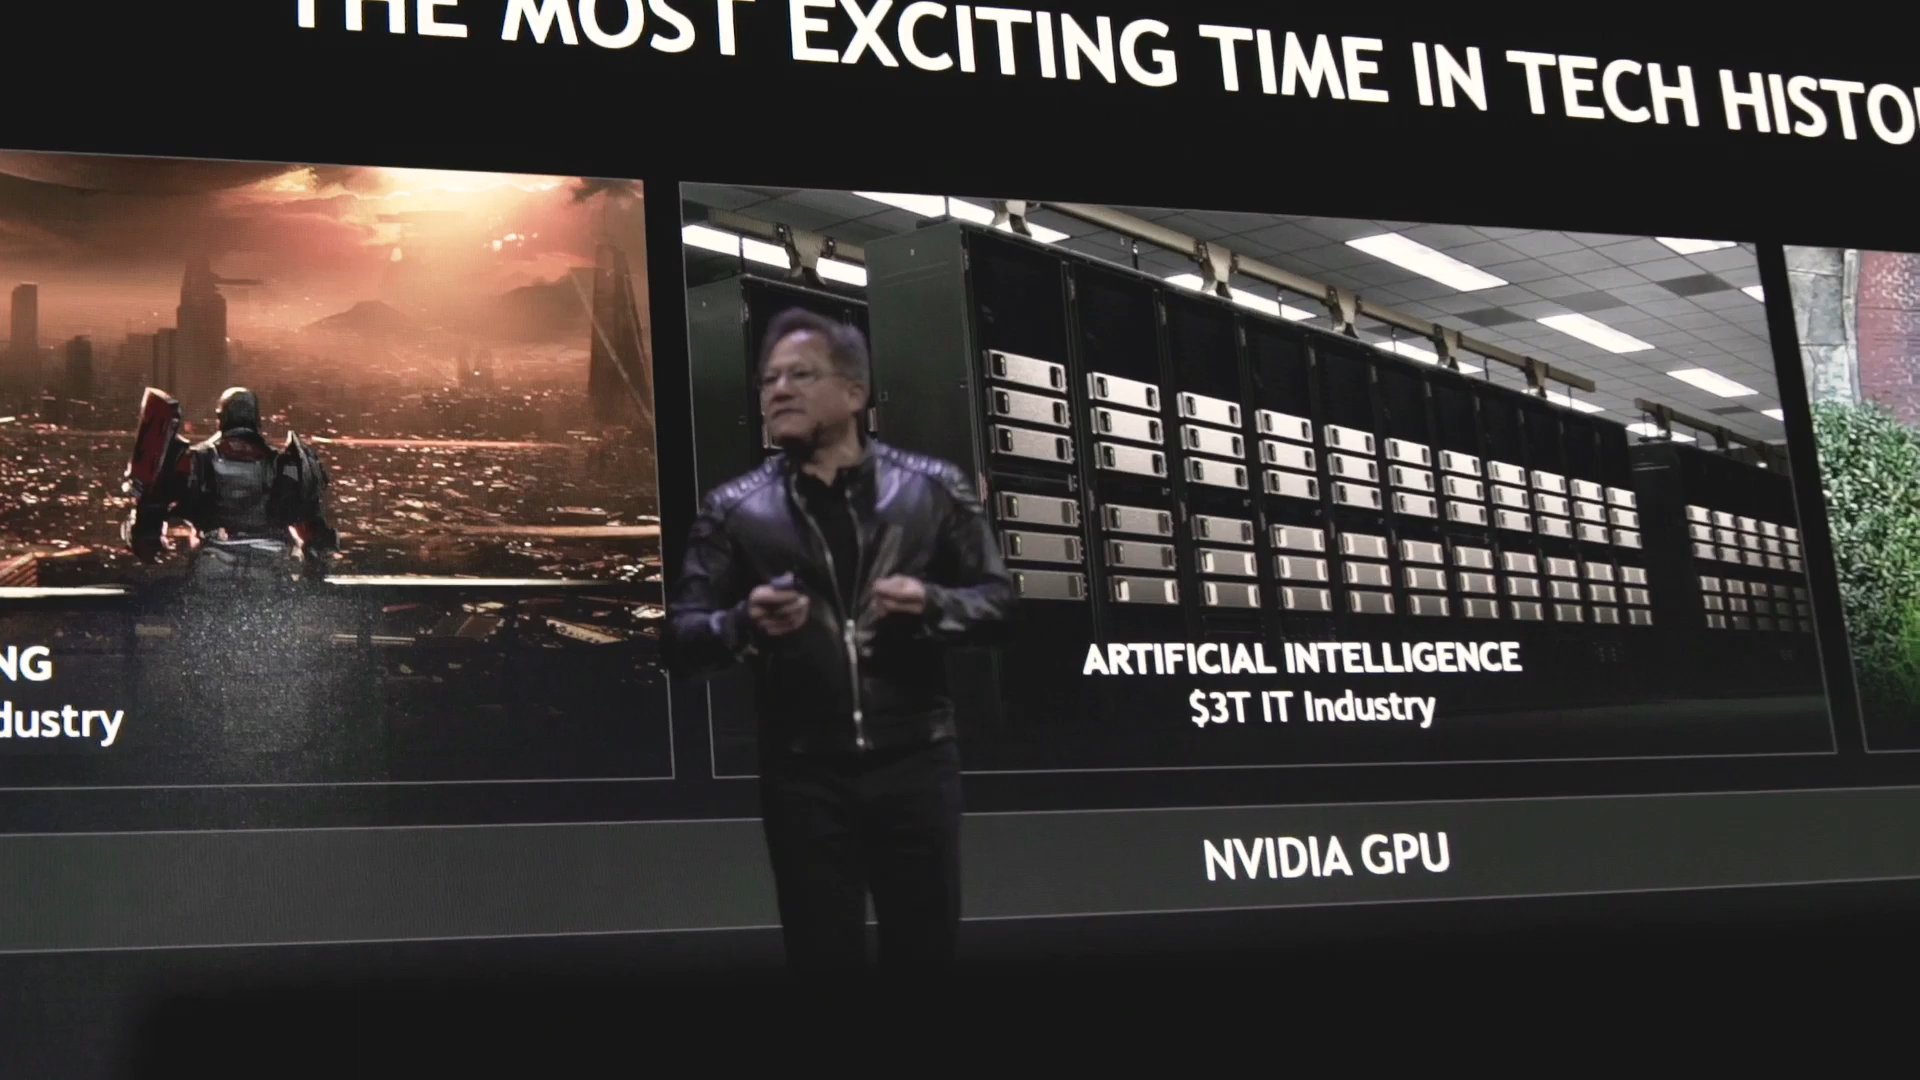 THE MOST EXCITING TIME IN TECH HISTO
NG
dustry
ARTIFICIAL INTELLIGENCE
$3T IT Industry
NVIDIA GPU